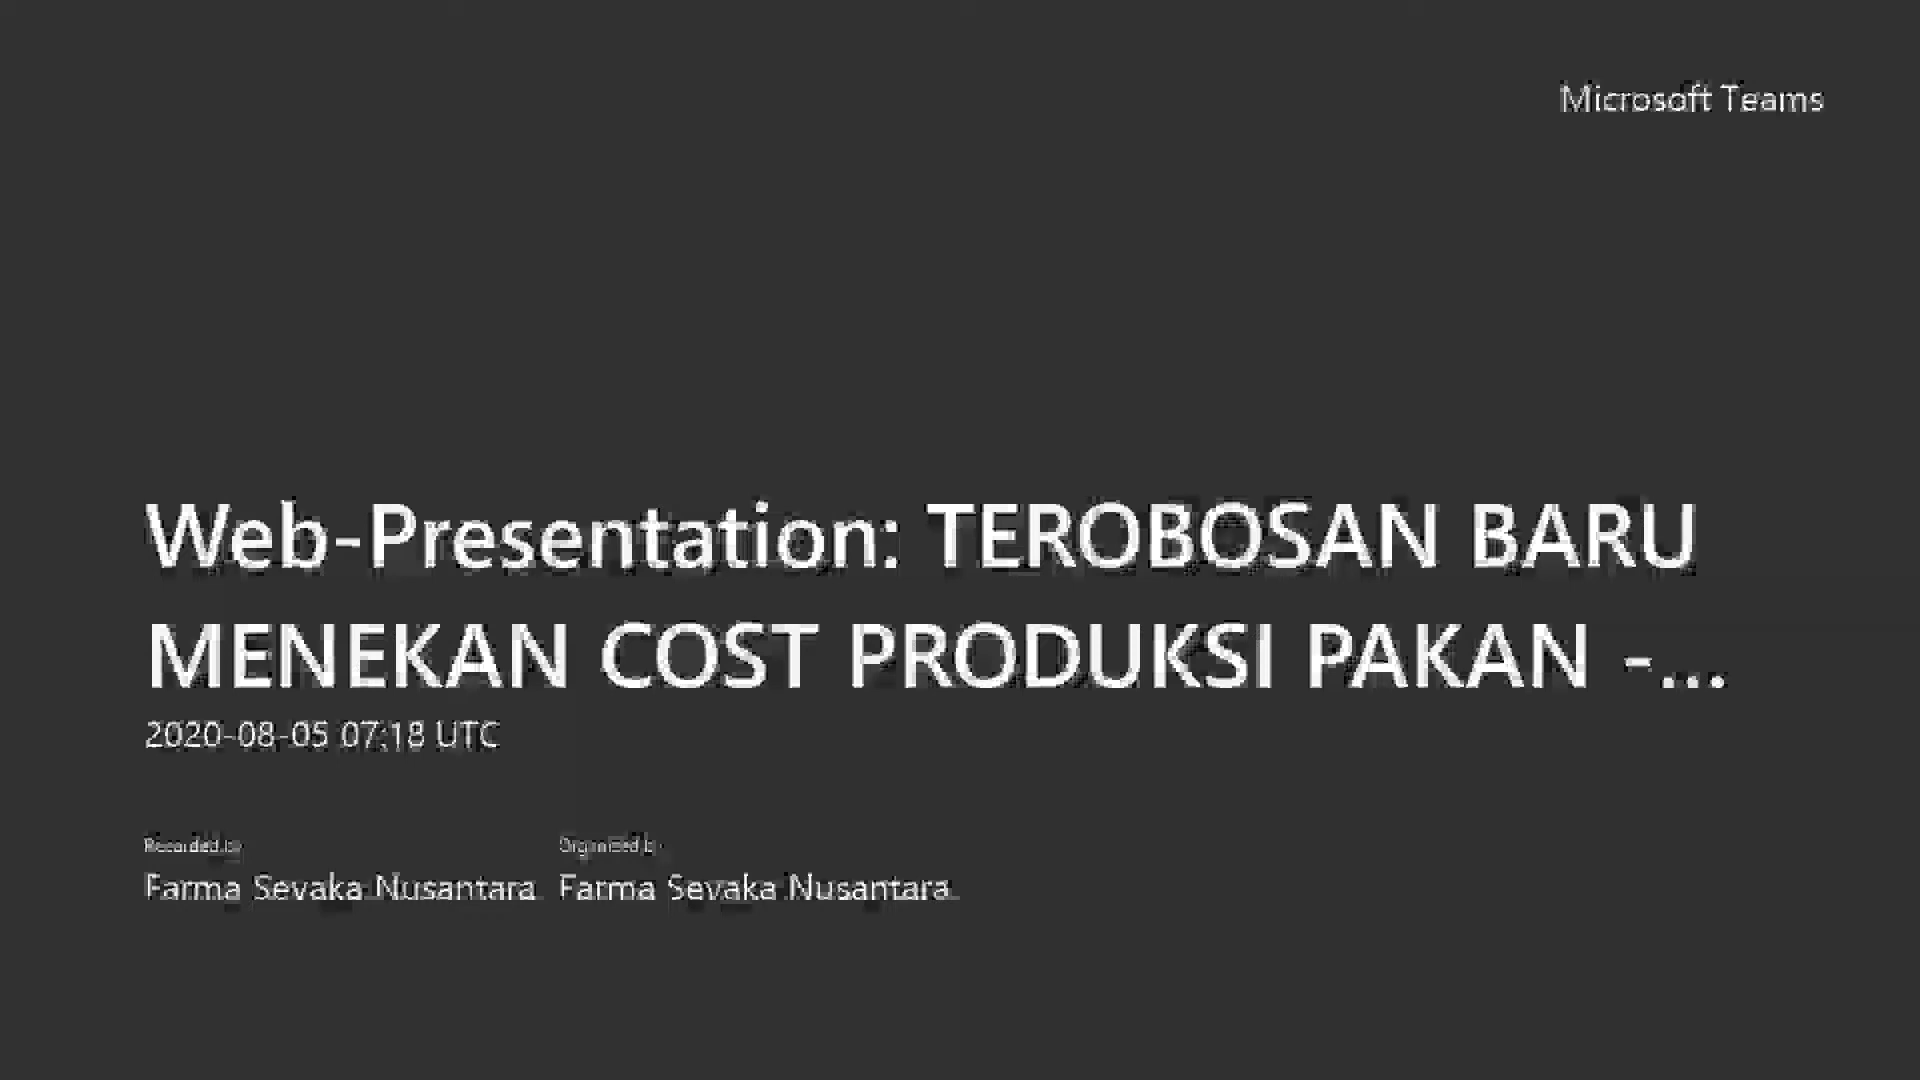 Microsoft Teams
Web-Presentation: TEROBOSAN BARU
MENEKAN COST PRODUKSI PAKAN -...
2020-08-05 07:18 UTC
Recorded by Organized by
Farma Sevaka Nusantara Farma Sevaka Nusantara